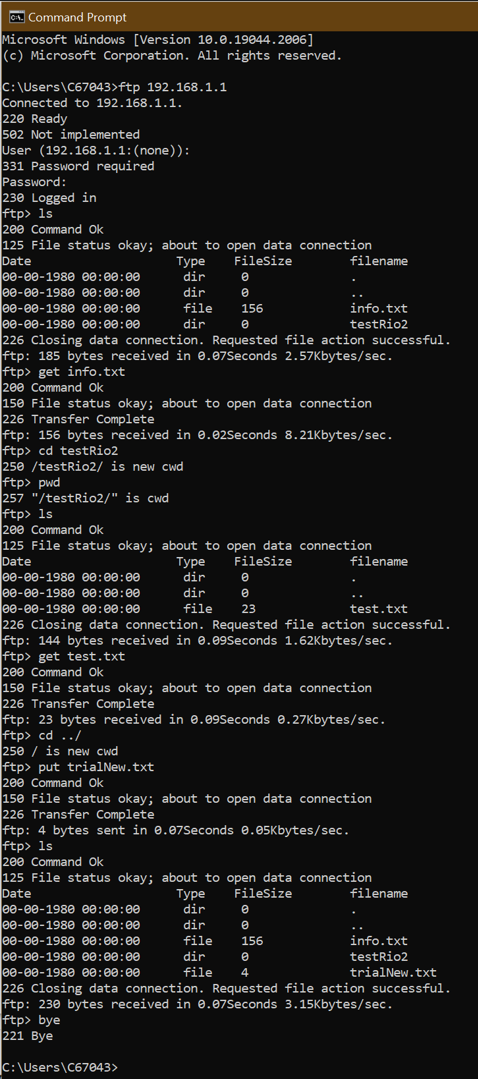 Command Prompt
Microsoft Windows [Version 10.0.19044.2006]
(c) Microsoft Corporation. All rights reserved.
C:\Users\C67043>ftp 192.168.1.1
Connected to 192.168.1.1.
220 Ready
502 Not implemented
User (192.168.1.1:(none)):
331 Password required
Password:
230 Logged in
ftp> ls
200 Command Ok
125 File status okay; about to open data connection
Date Type FileSize filename
00-00-1980 00:00:00 dir 0 .
00-00-1980 00:00:00 dir 0 ..
00-00-1980 00:00:00 file 156 info.txt
00-00-1980 00:00:00 dir 0 testRio2
226 Closing data connection. Requested file action successful.
ftp: 185 bytes received in 0.07Seconds 2.57Kbytes/sec.
ftp> get info.txt
200 Command Ok
150 File status okay; about to open data connection
226 Transfer Complete
ftp: 156 bytes received in 0.02Seconds 8.21Kbytes/sec.
ftp> cd testRio2
250 /testRio2/ is new cwd
ftp> pwd
257 "/testRio2/" is cwd
ftp> ls
200 Command Ok
125 File status okay; about to open data connection
Date Type FileSize filename
00-00-1980 00:00:00 dir 0 .
00-00-1980 00:00:00 dir 0 ..
00-00-1980 00:00:00 file 23 test.txt
226 Closing data connection. Requested file action successful.
ftp: 144 bytes received in 0.09Seconds 1.62Kbytes/sec.
ftp> get test.txt
200 Command Ok
150 File status okay; about to open data connection
226 Transfer Complete
ftp: 23 bytes received in 0.09Seconds 0.27Kbytes/sec.
ftp> cd ../
250 / is new cwd
ftp> put trialNew.txt
200 Command Ok
150 File status okay; about to open data connection
226 Transfer Complete
ftp: 4 bytes sent in 0.07Seconds 0.05Kbytes/sec.
ftp> ls
200 Command Ok
125 File status okay; about to open data connection
Date Type FileSize filename
00-00-1980 00:00:00 dir 0 .
00-00-1980 00:00:00 dir 0 ..
00-00-1980 00:00:00 file 156 info.txt
00-00-1980 00:00:00 dir 0 testRio2
00-00-1980 00:00:00 file 4 trialNew.txt
226 Closing data connection. Requested file action successful.
ftp: 230 bytes received in 0.07Seconds 3.15Kbytes/sec.
ftp> bye
221 Bye
C:\Users\C67043>